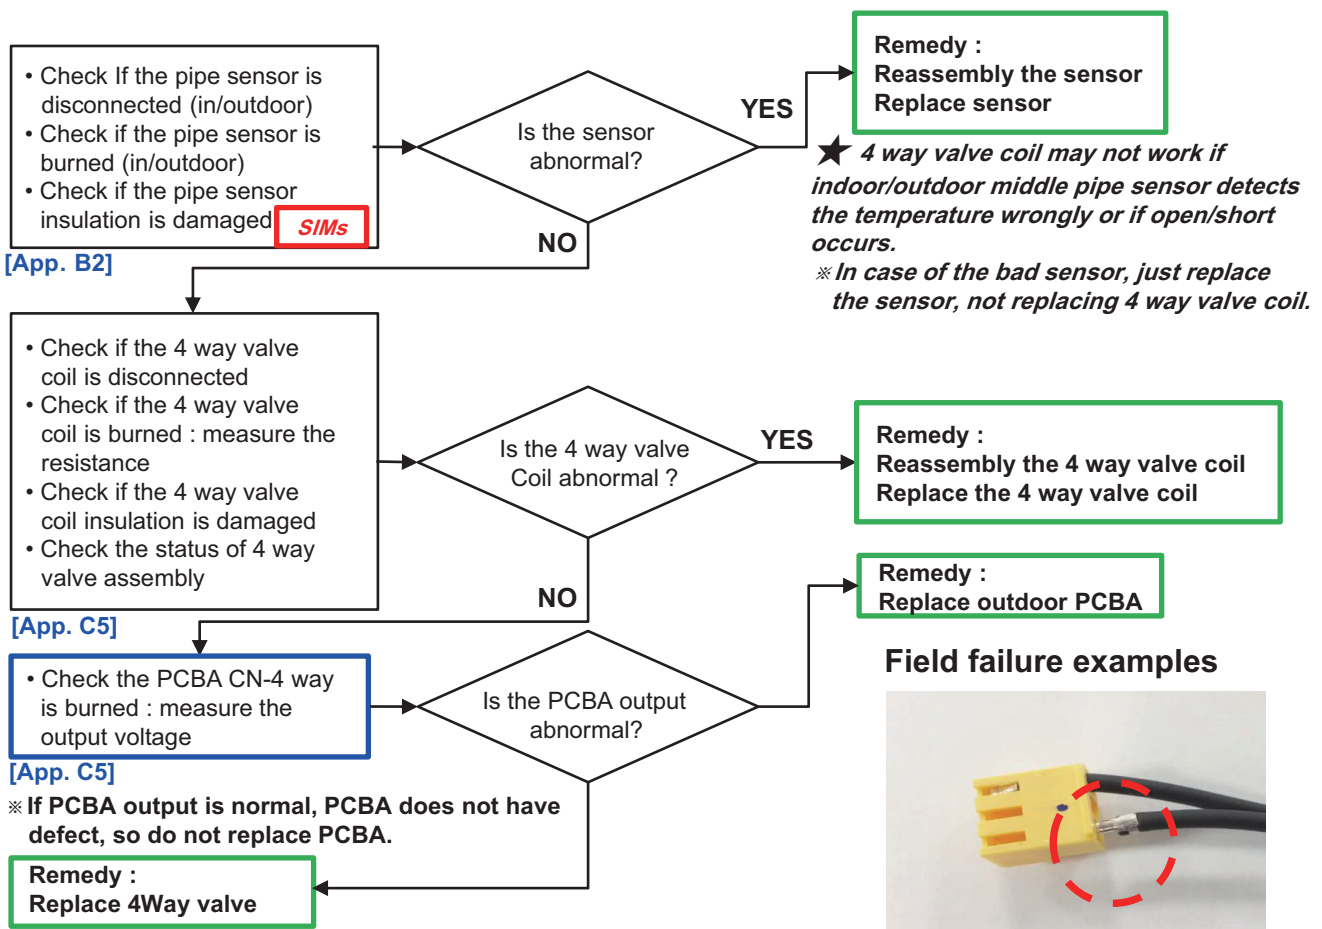 • Check If the pipe sensor is
disconnected (in/outdoor)
• Check if the pipe sensor is
burned (in/outdoor)
• Check if the pipe sensor
insulation is damaged
SIMs
[App. B2]
Is the sensor
abnormal?
YES
NO
Remedy :
Reassembly the sensor
Replace sensor
★ 4 way valve coil may not work if
indoor/outdoor middle pipe sensor detects
the temperature wrongly or if open/short
occurs.
※ In case of the bad sensor, just replace
the sensor, not replacing 4 way valve coil.
• Check if the 4 way valve
coil is disconnected
• Check if the 4 way valve
coil is burned : measure the
resistance
• Check if the 4 way valve
coil insulation is damaged
• Check the status of 4 way
valve assembly
[App. C5]
Is the 4 way valve
Coil abnormal ?
YES
NO
Remedy :
Reassembly the 4 way valve coil
Replace the 4 way valve coil
• Check the PCBA CN-4 way
is burned : measure the
output voltage
[App. C5]
Is the PCBA output
abnormal?
Remedy :
Replace outdoor PCBA
※ If PCBA output is normal, PCBA does not have
defect, so do not replace PCBA.
Remedy :
Replace 4Way valve
Field failure examples